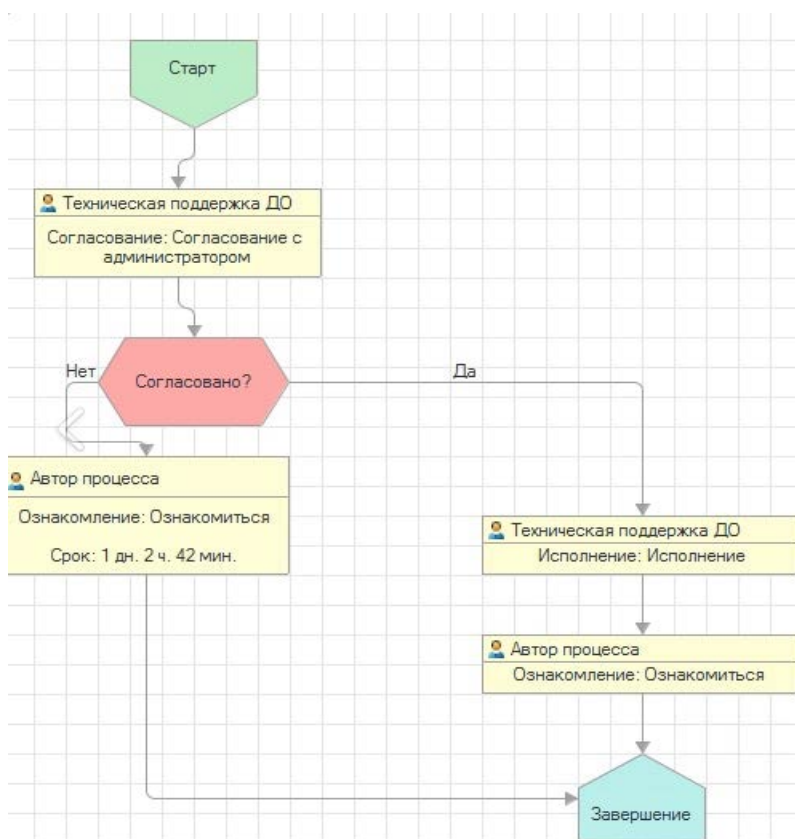 Старт
Техническая поддержка ДО
Согласование: Согласование с
администратором
Нет
Согласовано?
Да
Автор процесса
Ознакомление: Ознакомиться
Срок: 1 дн. 2 ч. 42 мин.
Техническая поддержка ДО
Исполнение: Исполнение
Автор процесса
Ознакомление: Ознакомиться
Завершение